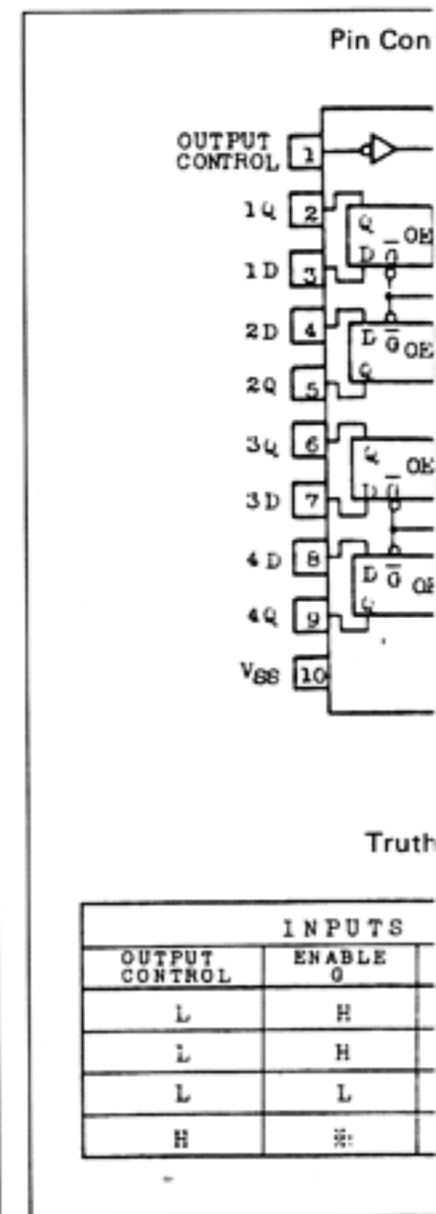 Pin Con
OUTPUT
CONTROL
1
1Q 2
Q OE
1D 3
D G
2D 4
D G OE
2Q 5
Q
3Q 6
Q OE
3D 7
D G
4D 8
D G OE
4Q 9
Q
VSS 10
Truth
INPUTS
OUTPUT
CONTROL
ENABLE
G
L H
L H
L L
H ※